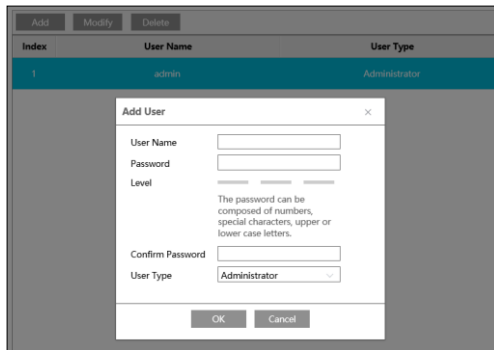 Add Modify Delete
Index User Name User Type
1 admin Administrator
Add User ×
User Name
Password
Level
The password can be
composed of numbers,
special characters, upper or
lower case letters.
Confirm Password
User Type Administrator
OK Cancel